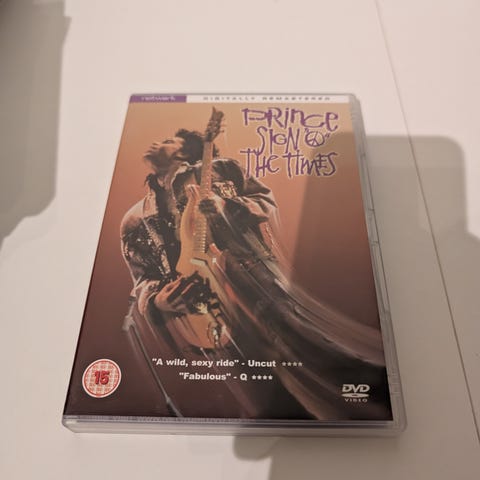 network DIGITALLY REMASTERED
PRINCE
SIGN "☮"
THE TIMES
"A wild, sexy ride" - Uncut ****
"Fabulous" - Q ****
15
DVD
VIDEO